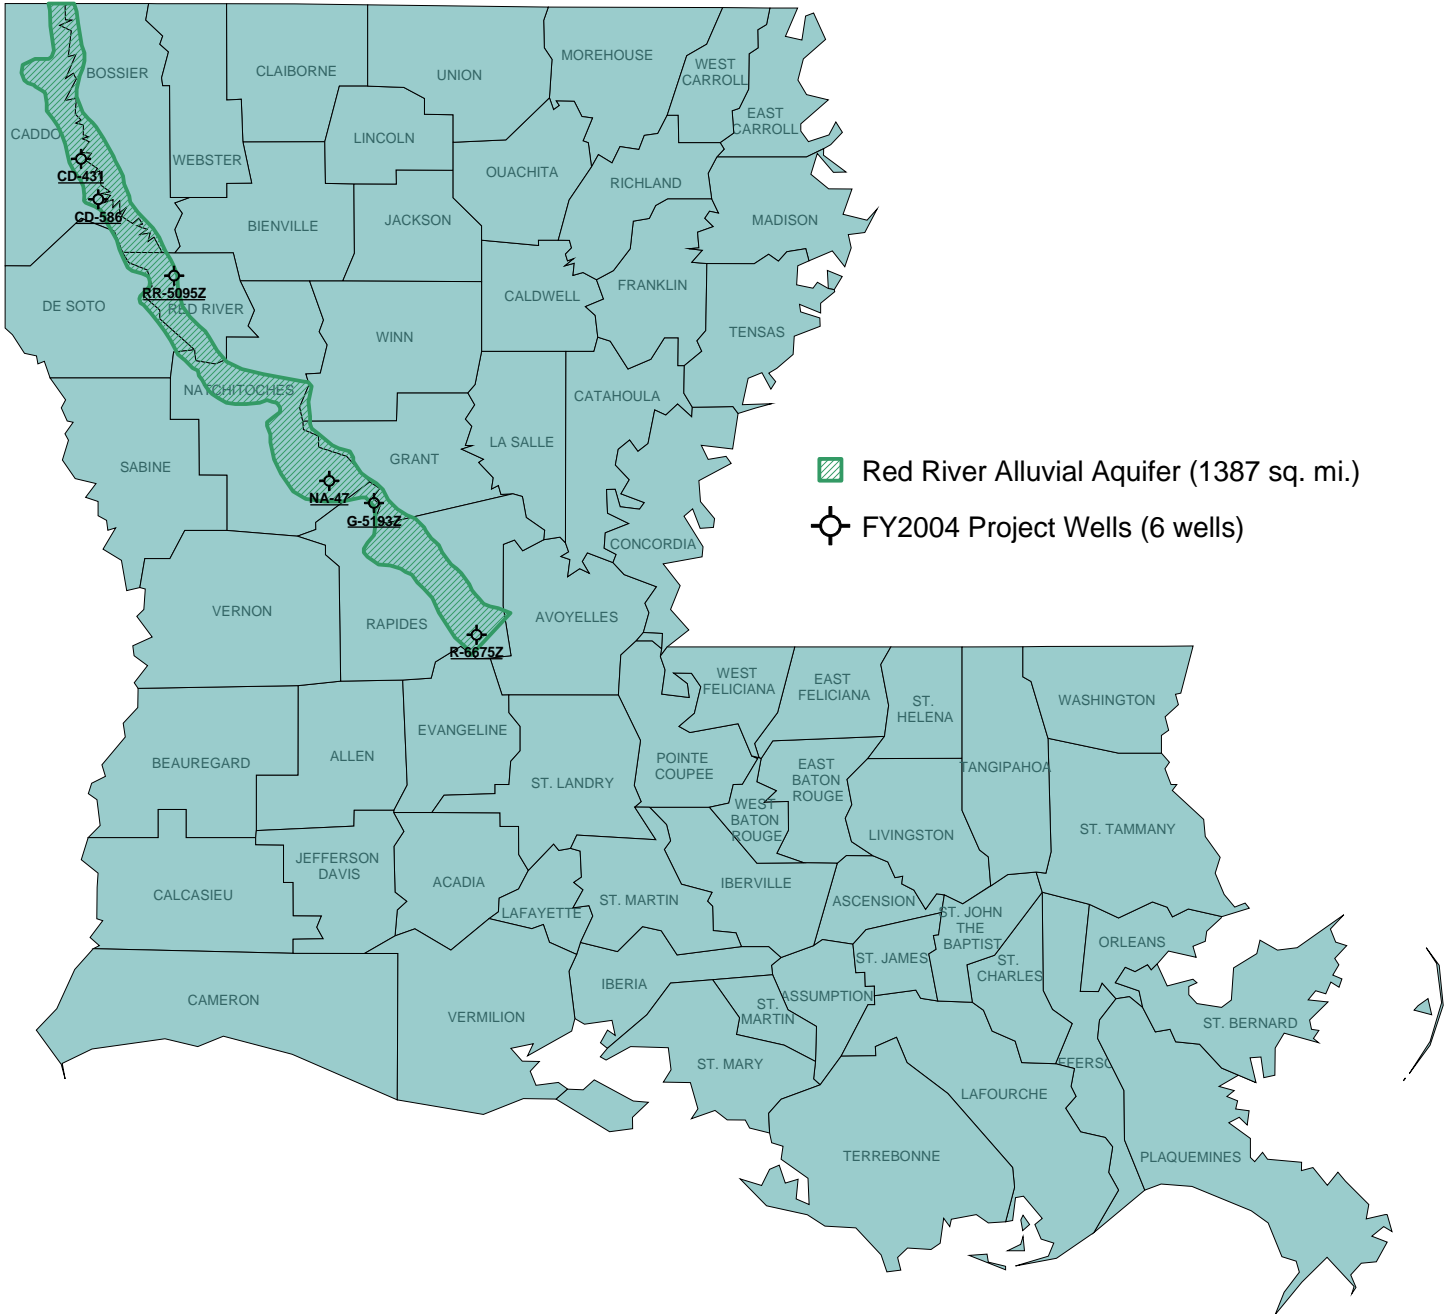 MOREHOUSE
WEST
CARROLL
BOSSIER
CLAIBORNE
UNION
EAST
CARROLL
CADDO
LINCOLN
WEBSTER
OUACHITA
CD-431
RICHLAND
CD-586
BIENVILLE
JACKSON
MADISON
RR-5095Z
FRANKLIN
CALDWELL
DE SOTO
RED RIVER
WINN
TENSAS
NATCHITOCHES
CATAHOULA
LA SALLE
SABINE
GRANT
Red River Alluvial Aquifer (1387 sq. mi.)
NA-47
G-5193Z
FY2004 Project Wells (6 wells)
CONCORDIA
VERNON
RAPIDES
AVOYELLES
R-6675Z
WEST
FELICIANA
EAST
FELICIANA
ST.
HELENA
WASHINGTON
EVANGELINE
BEAUREGARD
ALLEN
POINTE
COUPEE
EAST
BATON
ROUGE
TANGIPAHOA
ST. LANDRY
WEST
BATON
ROUGE
LIVINGSTON
ST. TAMMANY
JEFFERSON
DAVIS
CALCASIEU
ACADIA
IBERVILLE
ST. MARTIN
ASCENSION
LAFAYETTE
ST. JOHN
THE
BAPTIST
ORLEANS
ST. JAMES
ST.
CHARLES
IBERIA
ASSUMPTION
CAMERON
VERMILION
ST.
MARTIN
ST. BERNARD
ST. MARY
EFFERSO
LAFOURCHE
TERREBONNE
PLAQUEMINES